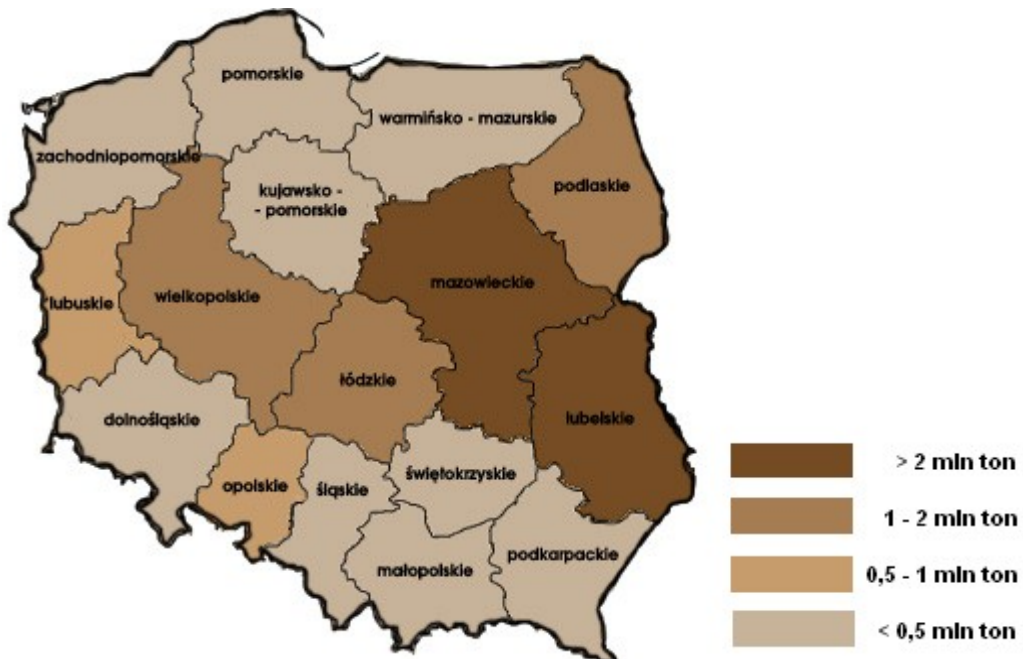 pomorskie
warmińsko - mazurskie
zachodniopomorskie
kujawsko -
- pomorskie
podlaskie
lubuskie
wielkopolskie
mazowieckie
łódzkie
dolnośląskie
lubelskie
opolskie
śląskie
świętokrzyskie
małopolskie
podkarpackie
> 2 mln ton
1 - 2 mln ton
0,5 - 1 mln ton
< 0,5 mln ton